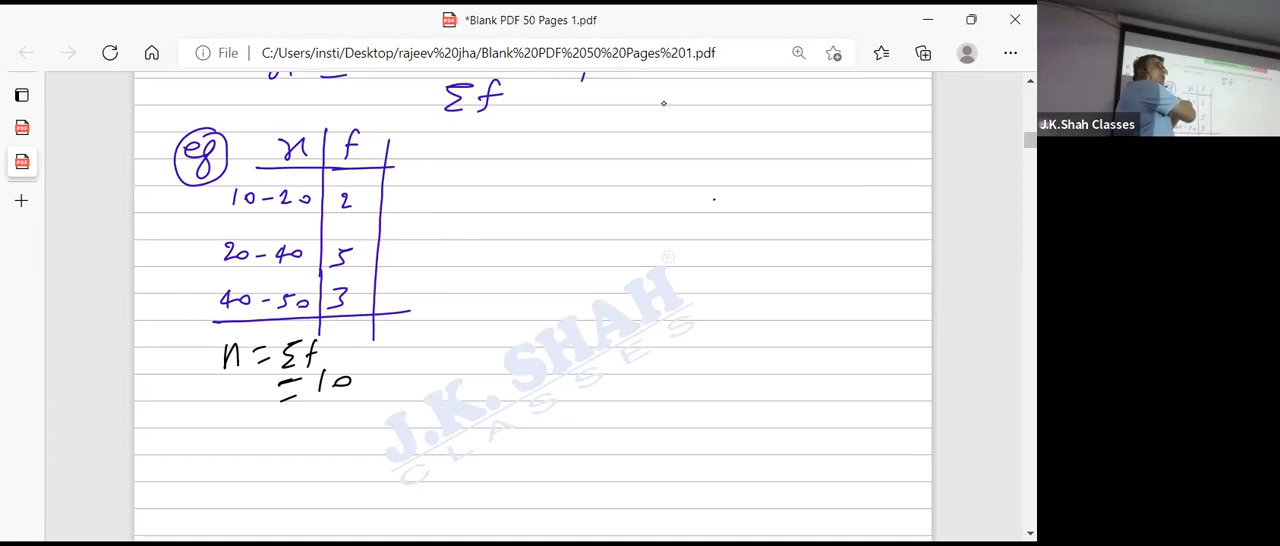 *Blank PDF 50 Pages 1.pdf
File C:/Users/insti/Desktop/rajeev%20jha/Blank%20PDF%2050%20Pages%201.pdf
J.K.Shah Classes
Σf
eg x f
10-20 2
20-40 5
40-50 3
n = Σf
= 10
J.K. SHAH ®
CLASSES